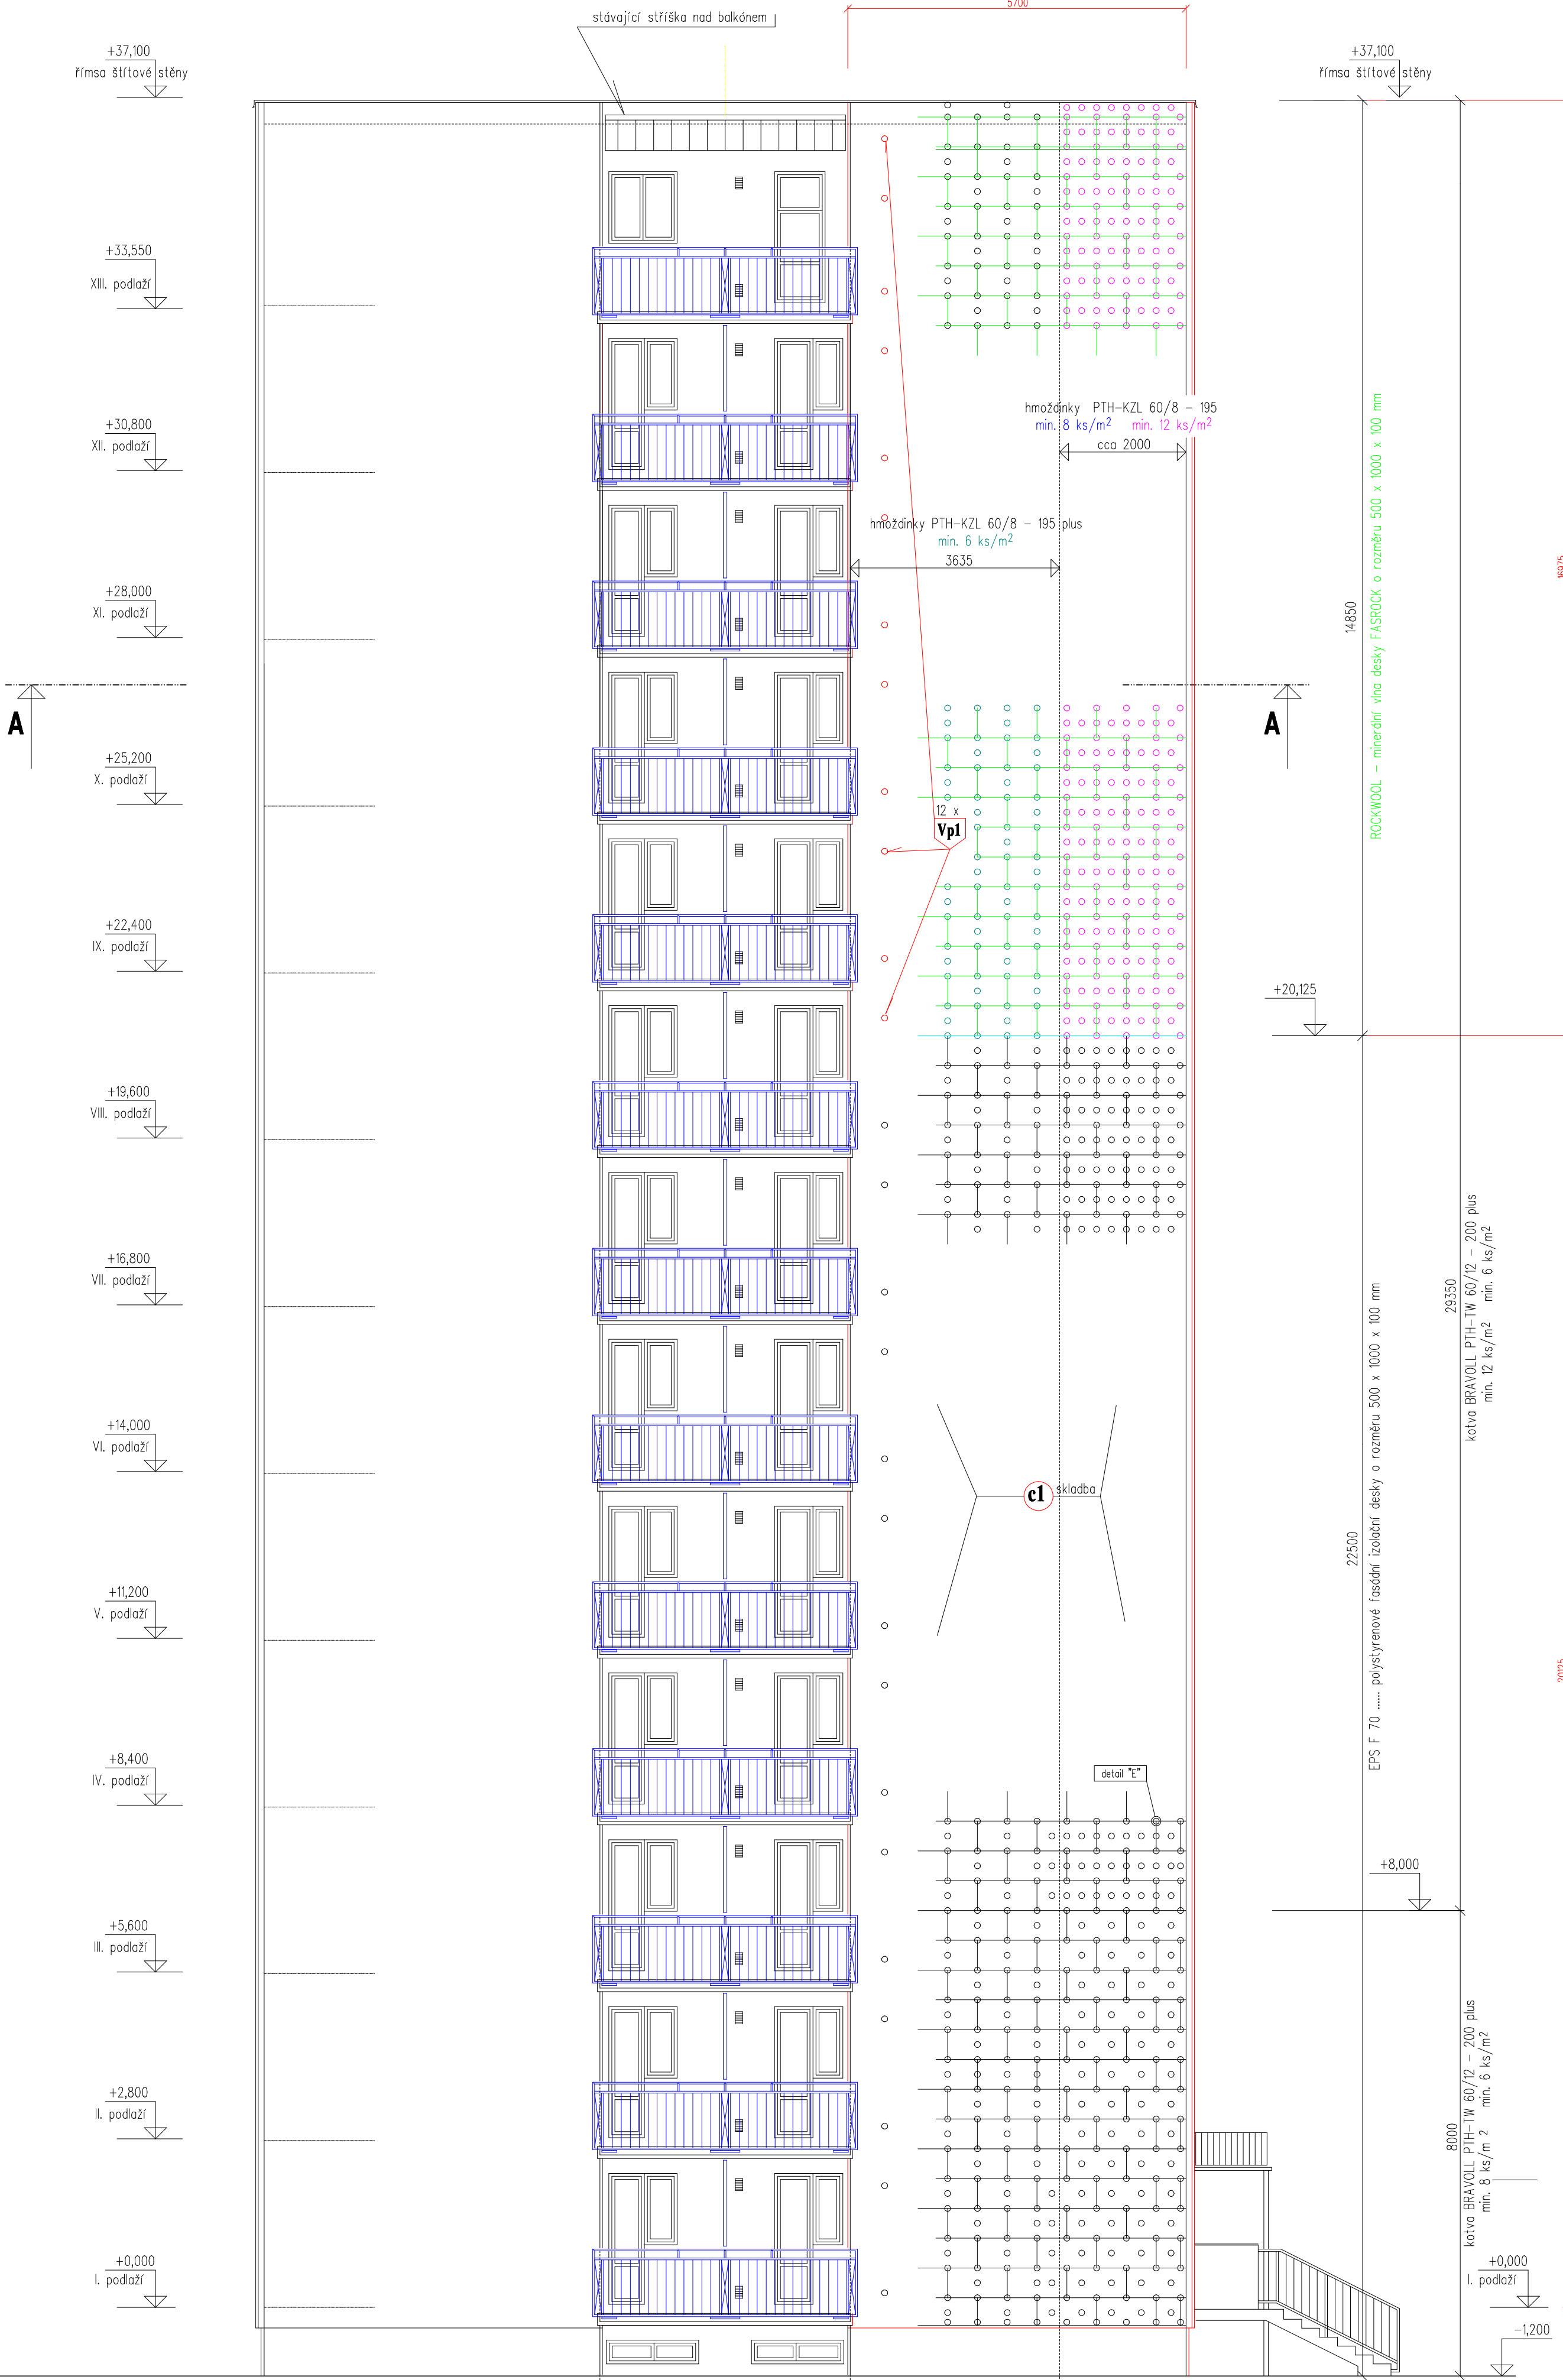 5700
stávající stříška nad balkónem
+37,100
římsa štítové stěny
+37,100
římsa štítové stěny
+33,550
XIII. podlaží
hmoždinky PTH-KZL 60/8 - 195
min. 8 ks/m² min. 12 ks/m²
cca 2000
+30,800
XII. podlaží
hmoždinky PTH-KZL 60/8 - 195 plus
min. 6 ks/m²
3635
+28,000
XI. podlaží
14850
ROCKWOOL - minerální vlna desky FASROCK o rozměru 500 x 1000 x 100 mm
16975
A
A
+25,200
X. podlaží
12 x
Vp1
+22,400
IX. podlaží
+20,125
+19,600
VIII. podlaží
+16,800
VII. podlaží
29350
kotva BRAVOLL PTH-TW 60/12 - 200 plus
min. 12 ks/m² min. 6 ks/m²
+14,000
VI. podlaží
c1 skladba
22500
EPS F 70 ...... polystyrenové fasádní izolační desky o rozměru 500 x 1000 x 100 mm
+11,200
V. podlaží
20125
+8,400
IV. podlaží
detail "E"
+8,000
+5,600
III. podlaží
+2,800
II. podlaží
8000
kotva BRAVOLL PTH-TW 60/12 - 200 plus
min. 8 ks/m 2 min. 6 ks/m²
+0,000
I. podlaží
+0,000
I. podlaží
-1,200